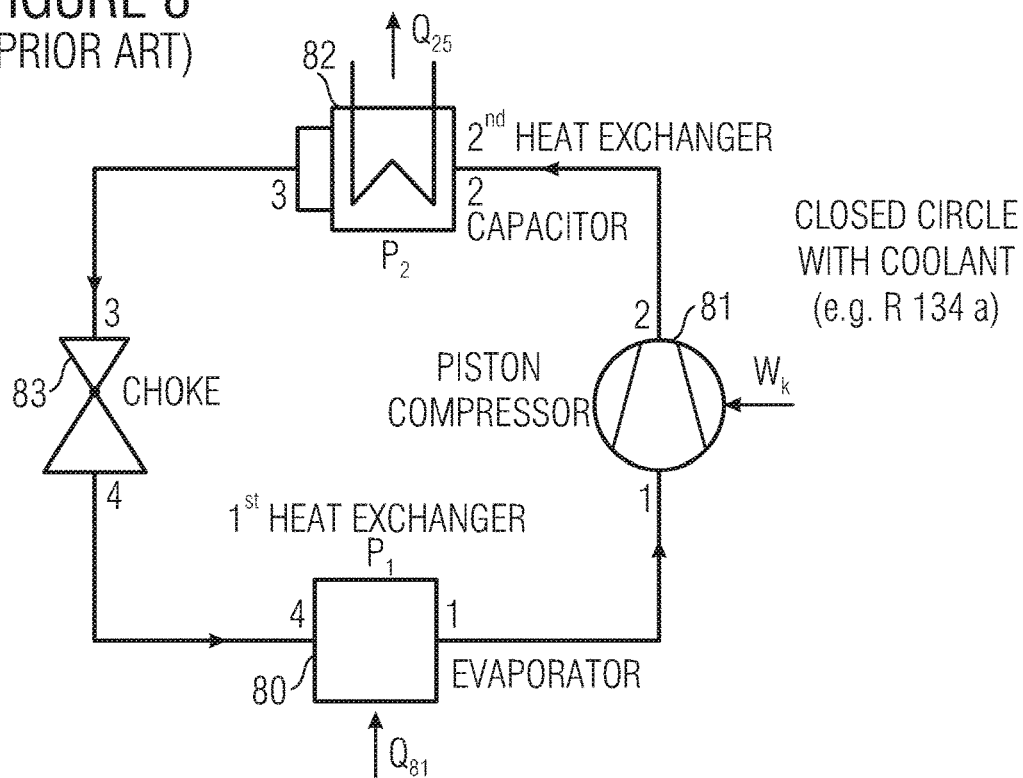 FIGURE 8
(PRIOR ART)
Q25
82
2nd HEAT EXCHANGER
3
2
CAPACITOR
P2
CLOSED CIRCLE
WITH COOLANT
(e.g. R 134 a)
3
2
81
83
CHOKE
PISTON
COMPRESSOR
Wk
4
1
1st HEAT EXCHANGER
P1
4
1
80
EVAPORATOR
Q81